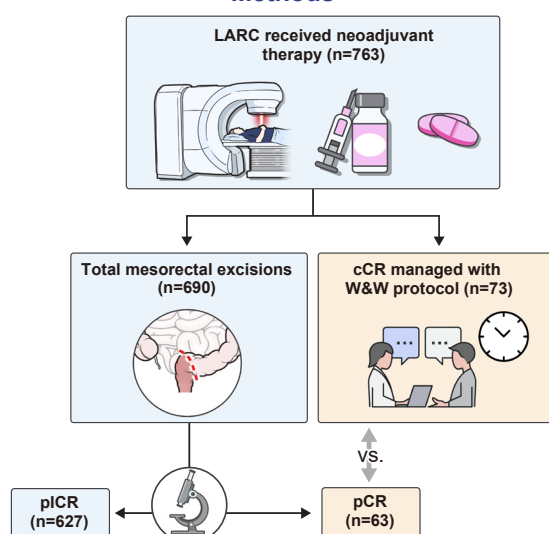 LARC received neoadjuvant
therapy (n=763)
Total mesorectal excisions
(n=690)
cCR managed with
W&W protocol (n=73)
vs.
pICR
(n=627)
pCR
(n=63)